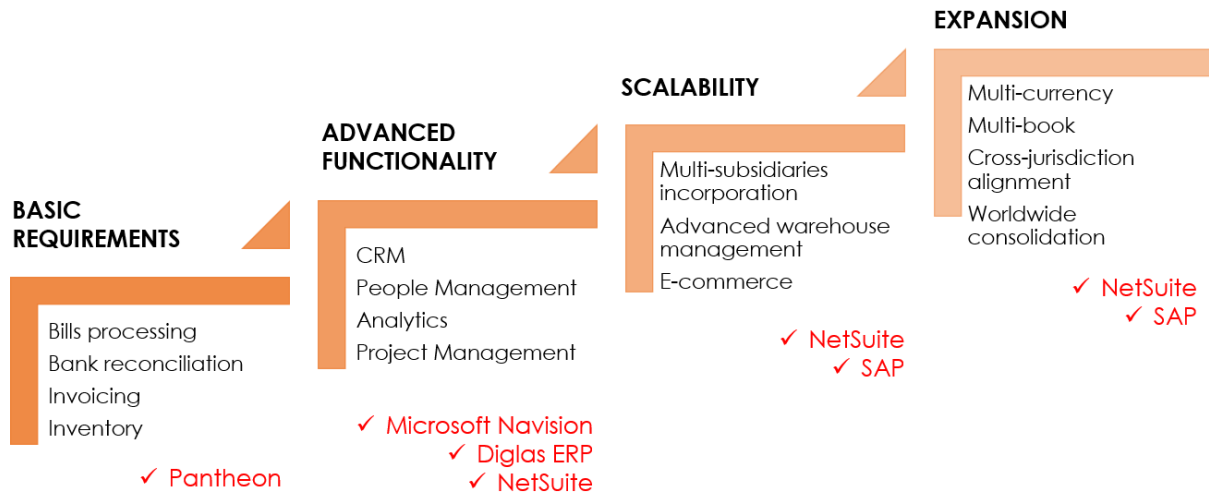 BASIC
REQUIREMENTS
Bills processing
Bank reconciliation
Invoicing
Inventory
✓ Pantheon
ADVANCED
FUNCTIONALITY
CRM
People Management
Analytics
Project Management
✓ Microsoft Navision
✓ Diglas ERP
✓ NetSuite
SCALABILITY
Multi-subsidiaries
incorporation
Advanced warehouse
management
E-commerce
✓ NetSuite
✓ SAP
EXPANSION
Multi-currency
Multi-book
Cross-jurisdiction
alignment
Worldwide
consolidation
✓ NetSuite
✓ SAP